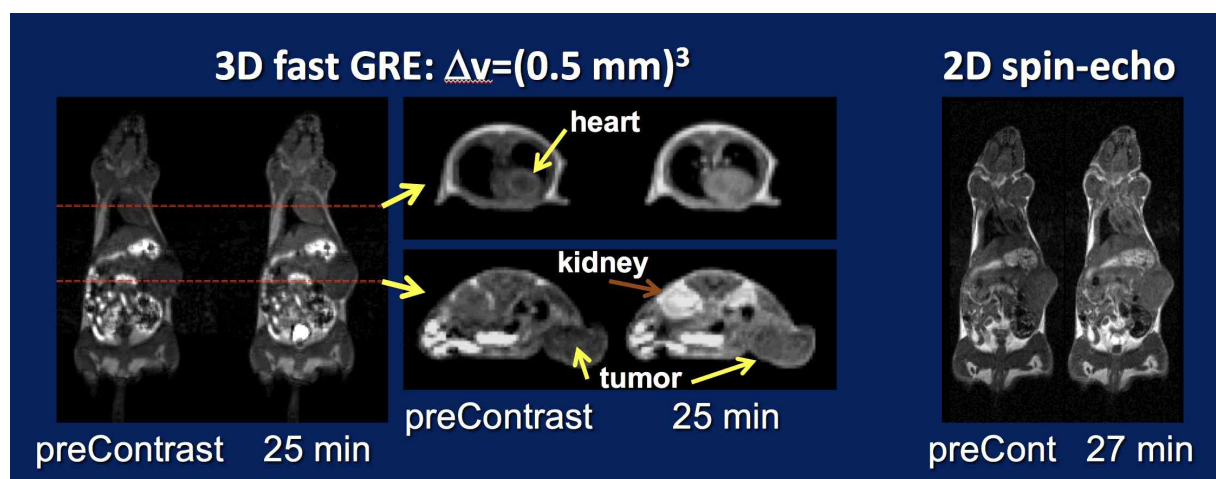 3D fast GRE: Δv=(0.5 mm)³
2D spin-echo
heart
kidney
tumor
preContrast
25 min
preContrast
25 min
preCont
27 min